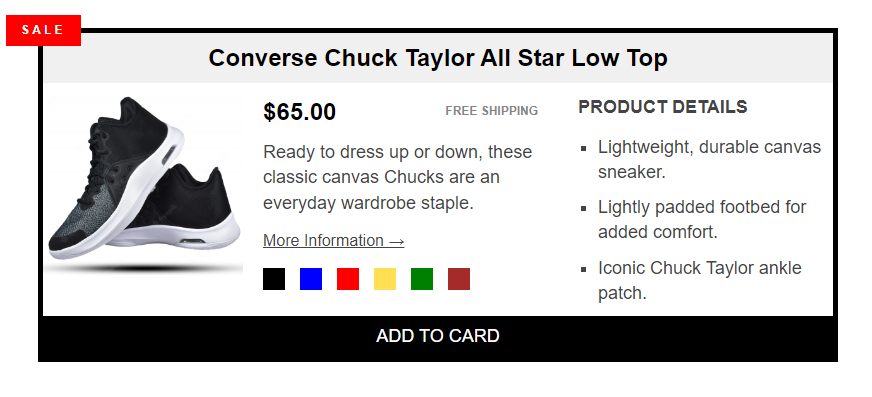 SALE
Converse Chuck Taylor All Star Low Top
$65.00
FREE SHIPPING
Ready to dress up or down, these
classic canvas Chucks are an
everyday wardrobe staple.
More Information →
PRODUCT DETAILS
Lightweight, durable canvas
sneaker.
Lightly padded footbed for
added comfort.
Iconic Chuck Taylor ankle
patch.
ADD TO CARD